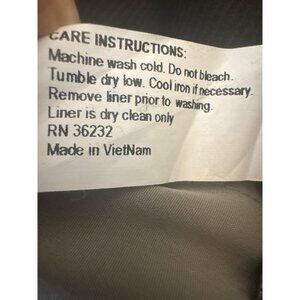 CARE INSTRUCTIONS:
Machine wash cold. Do not bleach.
Tumble dry low. Cool iron if necessary.
Remove liner prior to washing.
Liner is dry clean only
RN 36232
Made in VietNam